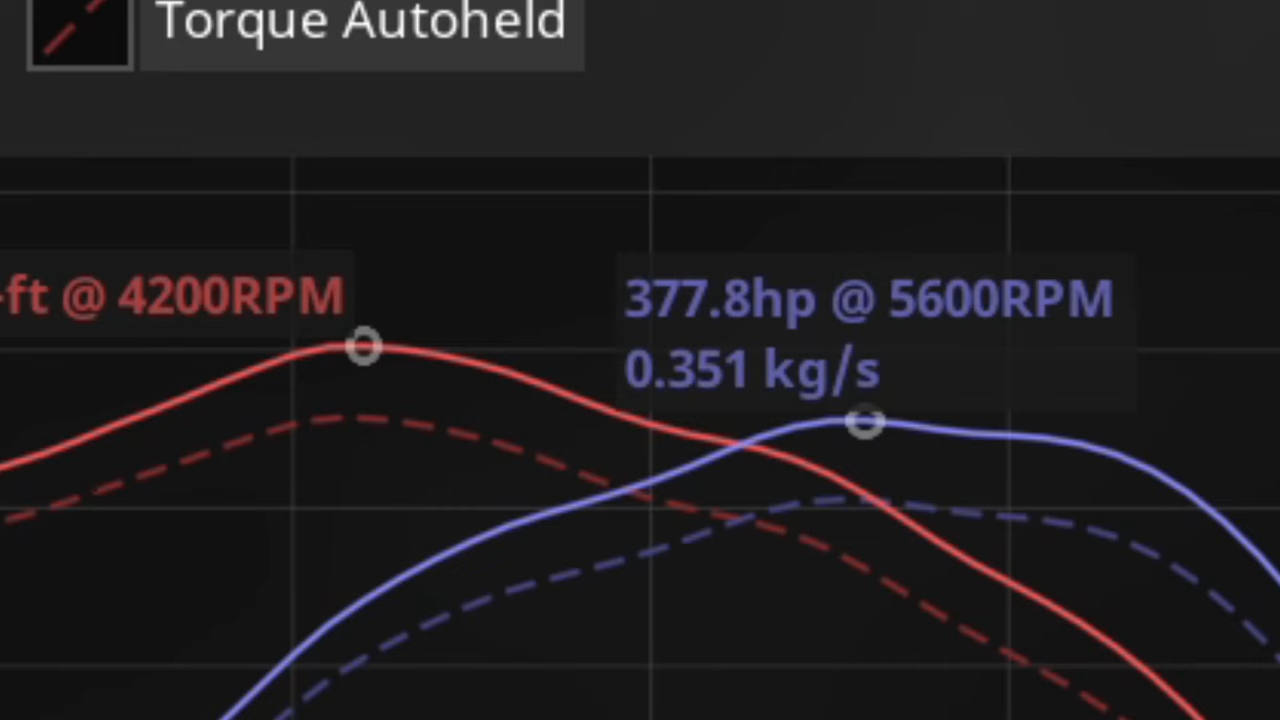 Torque Autoheld
-ft @ 4200RPM
377.8hp @ 5600RPM
0.351 kg/s